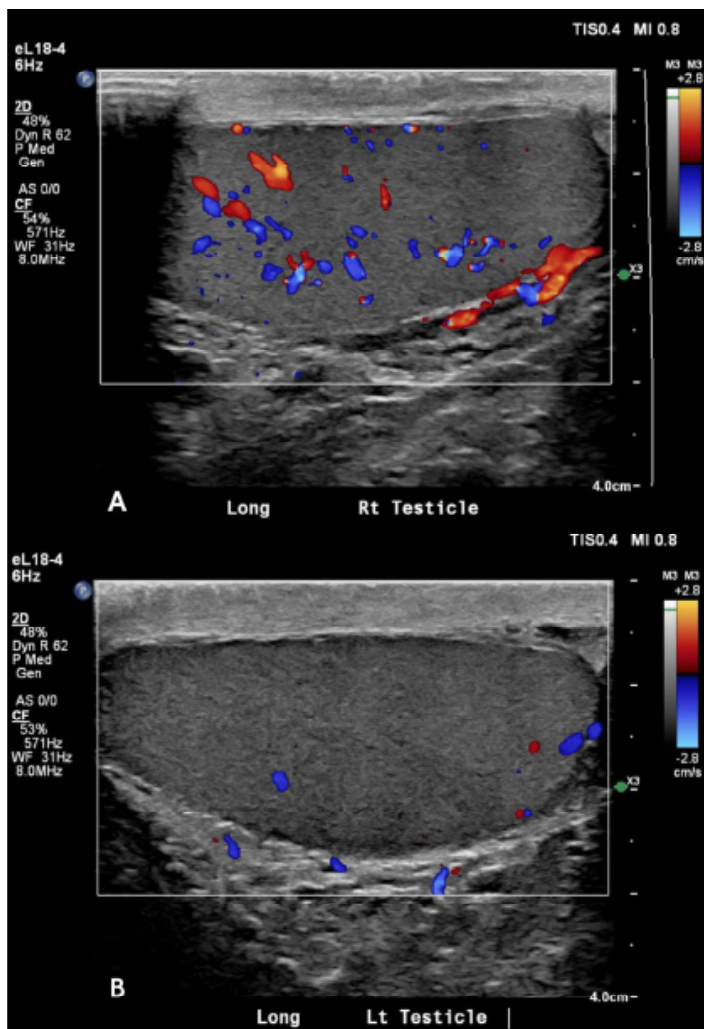 TIS0.4 MI 0.8
eL18-4
6Hz
M3 M3
+2.8
P
2D
48%
Dyn R 62
P Med
Gen
AS 0/0
CF
54%
571Hz
WF 31Hz
8.0MHz
-2.8
cm/s
X3
4.0cm
A
Long Rt Testicle
TIS0.4 MI 0.8
eL18-4
6Hz
M3 M3
+2.8
P
2D
48%
Dyn R 62
P Med
Gen
AS 0/0
CF
53%
571Hz
WF 31Hz
8.0MHz
-2.8
cm/s
X3
4.0cm
B
Long Lt Testicle